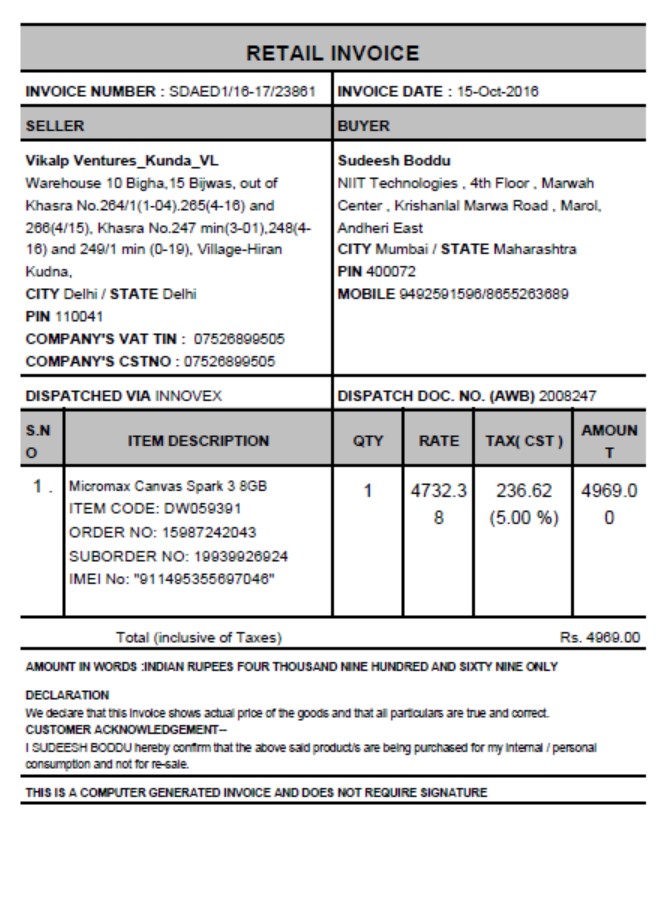 RETAIL INVOICE
INVOICE NUMBER : SDAED1/16-17/23861
INVOICE DATE : 15-Oct-2016
SELLER
BUYER
Vikalp Ventures_Kunda_VL
Warehouse 10 Bigha,15 Bijwas, out of
Khasra No.264/1(1-04).265(4-16) and
266(4/15), Khasra No.247 min(3-01),248(4-
16) and 249/1 min (0-19), Village-Hiran
Kudna,
CITY Delhi / STATE Delhi
PIN 110041
COMPANY'S VAT TIN : 07526899505
COMPANY'S CSTNO : 07526899505
Sudeesh Boddu
NIIT Technologies , 4th Floor , Marwah
Center , Krishanlal Marwa Road , Marol,
Andheri East
CITY Mumbai / STATE Maharashtra
PIN 400072
MOBILE 9492591596/8655263689
DISPATCHED VIA INNOVEX
DISPATCH DOC. NO. (AWB) 2008247
S.N
O
ITEM DESCRIPTION
QTY
RATE
TAX( CST )
AMOUN
T
1 .
Micromax Canvas Spark 3 8GB
ITEM CODE: DW059391
ORDER NO: 15987242043
SUBORDER NO: 19939926924
IMEI No: "911495355697046"
1
4732.3
8
236.62
(5.00 %)
4969.0
0
Total (inclusive of Taxes)
Rs. 4969.00
AMOUNT IN WORDS :INDIAN RUPEES FOUR THOUSAND NINE HUNDRED AND SIXTY NINE ONLY
DECLARATION
We declare that this invoice shows actual price of the goods and that all particulars are true and correct.
CUSTOMER ACKNOWLEDGEMENT--
I SUDEESH BODDU hereby confirm that the above said product/s are being purchased for my internal / personal
consumption and not for re-sale.
THIS IS A COMPUTER GENERATED INVOICE AND DOES NOT REQUIRE SIGNATURE